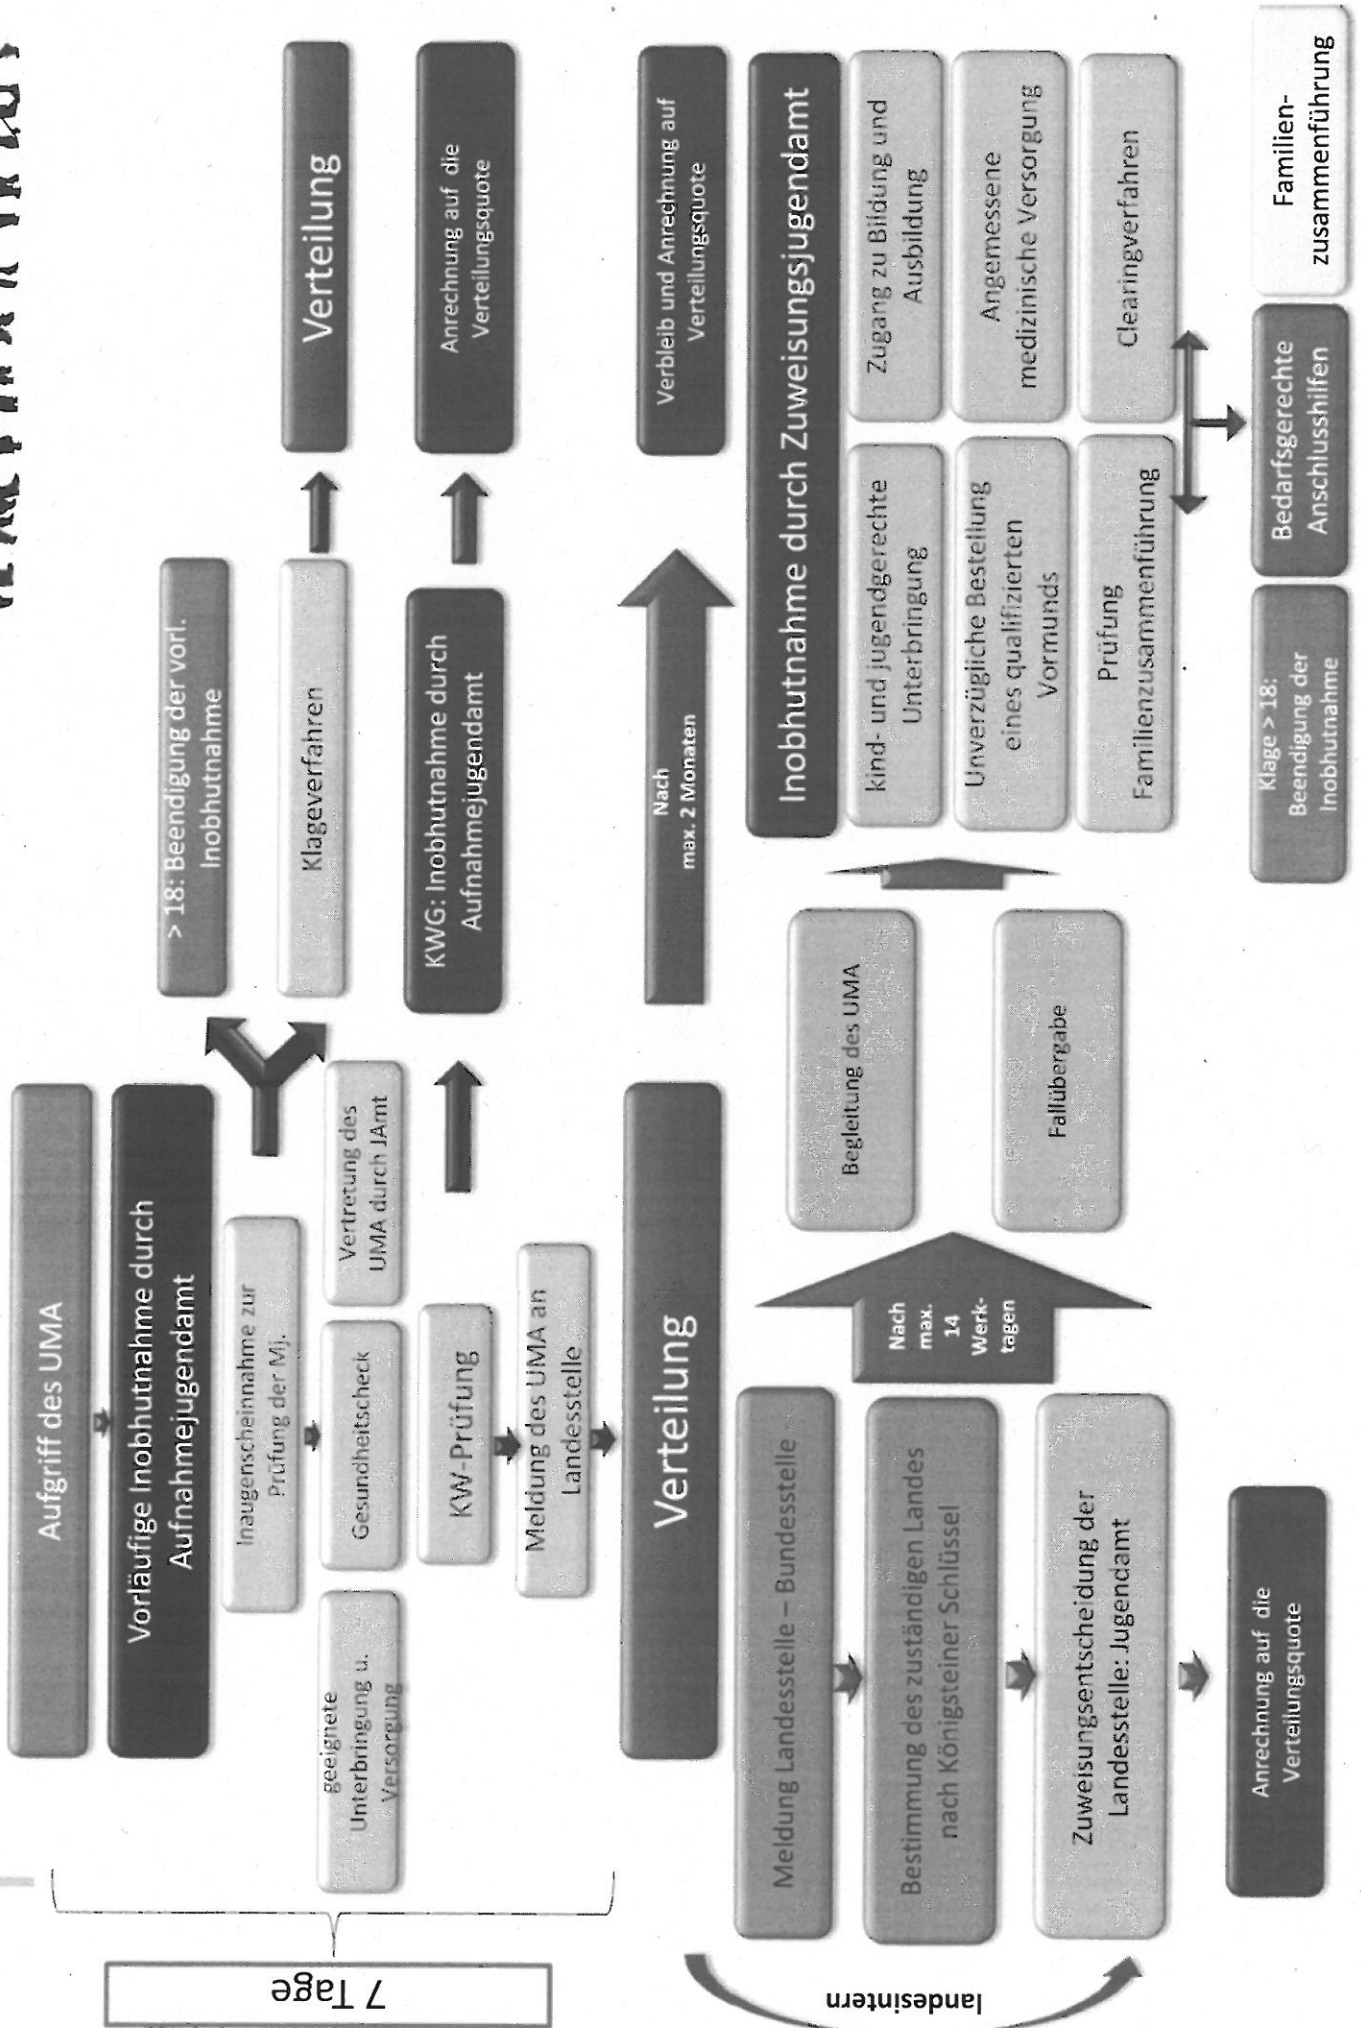 Aufgriff des UMA
Vorläufige Inobhutnahme durch
Aufnahmejugendamt
Inaugenscheinnahme zur
Prüfung der Mj.
> 18: Beendigung der vorl.
Inobhutnahme
Klageverfahren
Verteilung
7 Tage
geeignete
Unterbringung u.
Versorgung
Gesundheitscheck
Vertretung des
UMA durch JAmt
KW-Prüfung
KWG: Inobhutnahme durch
Aufnahmejugendamt
Anrechnung auf die
Verteilungsquote
Meldung des UMA an
Landesstelle
Verteilung
Nach
max. 2 Monaten
Verbleib und Anrechnung auf
Verteilungsquote
landesintern
Meldung Landesstelle – Bundesstelle
Bestimmung des zuständigen Landes
nach Königsteiner Schlüssel
Zuweisungsentscheidung der
Landesstelle: Jugendamt
Anrechnung auf die
Verteilungsquote
Nach
max.
14
Werk-
tagen
Begleitung des UMA
Fallübergabe
Inobhutnahme durch Zuweisungsjugendamt
kind- und jugendgerechte
Unterbringung
Zugang zu Bildung und
Ausbildung
Unverzügliche Bestellung
eines qualifizierten
Vormunds
Angemessene
medizinische Versorgung
Prüfung
Familienzusammenführung
Clearingverfahren
Klage > 18:
Beendigung der
Inobhutnahme
Bedarfsgerechte
Anschlusshilfen
Familien-
zusammenführung